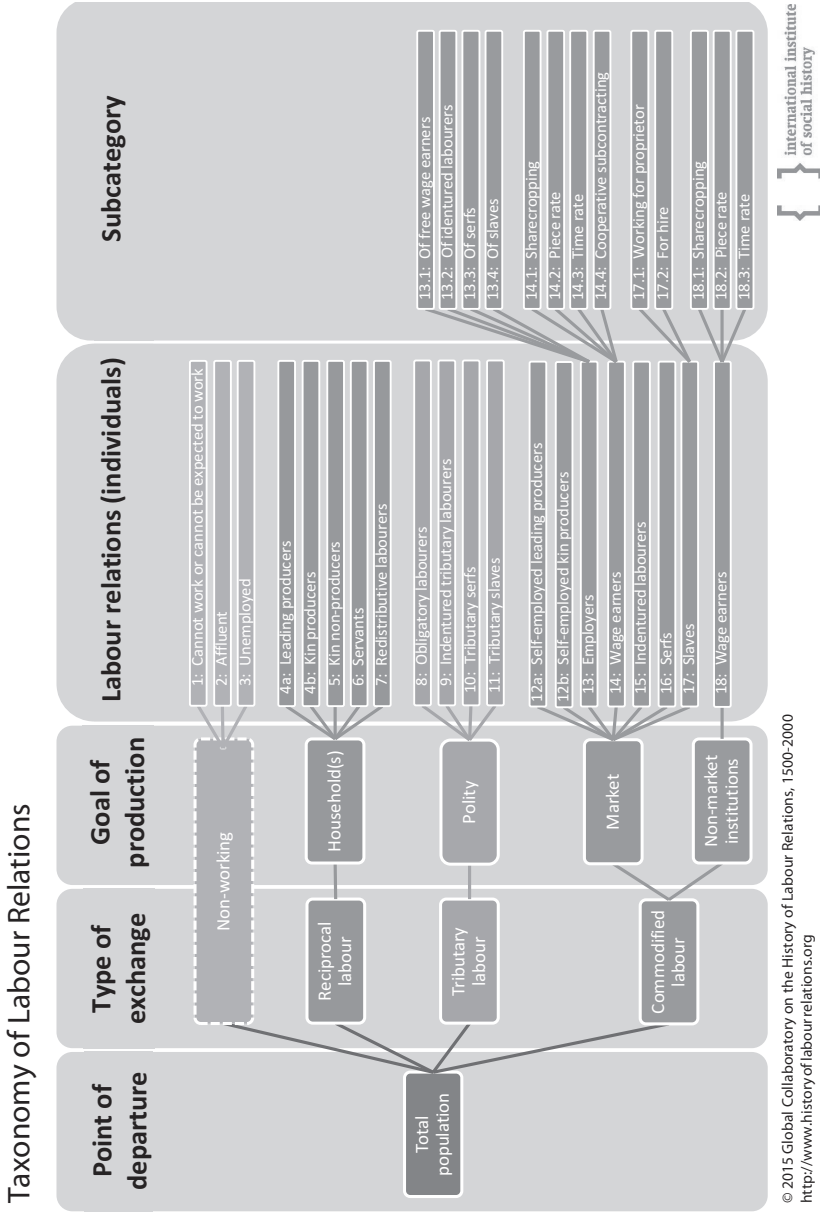 Taxonomy of Labour Relations
Point of
departure
Type of
exchange
Goal of
production
Labour relations (individuals)
Subcategory
Total
population
Non-working
Reciprocal
labour
Tributary
labour
Commodified
labour
Household(s)
Polity
Market
Non-market
institutions
1: Cannot work or cannot be expected to work
2: Affluent
3: Unemployed
4a: Leading producers
4b: Kin producers
5: Kin non-producers
6: Servants
7: Redistributive labourers
8: Obligatory labourers
9: Indentured tributary labourers
10: Tributary serfs
11: Tributary slaves
12a: Self-employed leading producers
12b: Self-employed kin producers
13: Employers
14: Wage earners
15: Indentured labourers
16: Serfs
17: Slaves
18: Wage earners
13.1: Of free wage earners
13.2: Of identured labourers
13.3: Of serfs
13.4: Of slaves
14.1: Sharecropping
14.2: Piece rate
14.3: Time rate
14.4: Cooperative subcontracting
17.1: Working for proprietor
17.2: For hire
18.1: Sharecropping
18.2: Piece rate
18.3: Time rate
© 2015 Global Collaboratory on the History of Labour Relations, 1500-2000
http://www.history of labour relations.org
international institute
of social history